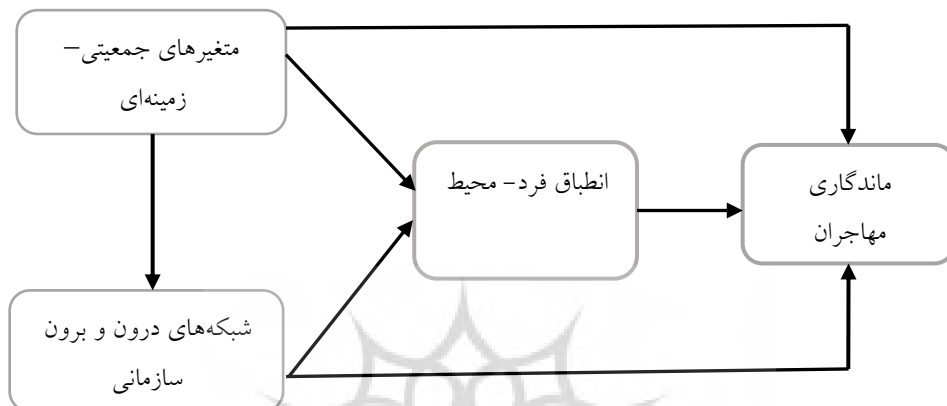 متغیرهای جمعیتی–
زمینه‌ای
انطباق فرد- محیط
ماندگاری
مهاجران
شبکه‌های درون و برون
سازمانی